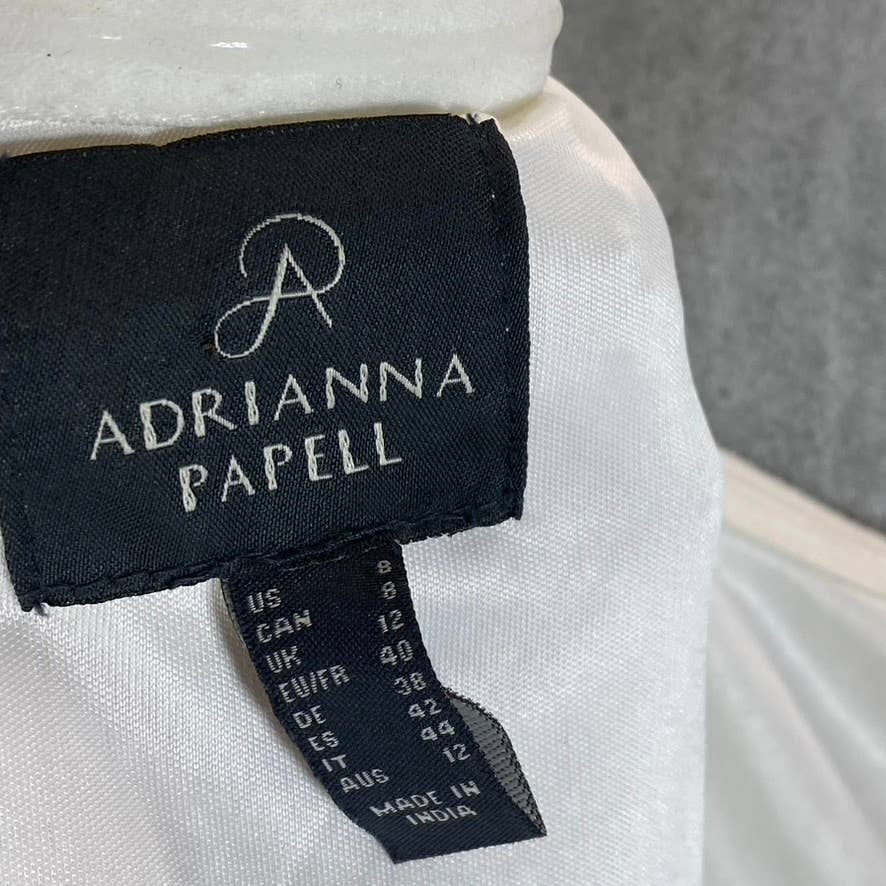 ADRIANNA
PAPELL
US 8
CAN 8
UK 12
EU/FR 40
DE 38
ES 42
IT 44
AUS 12
MADE IN
INDIA